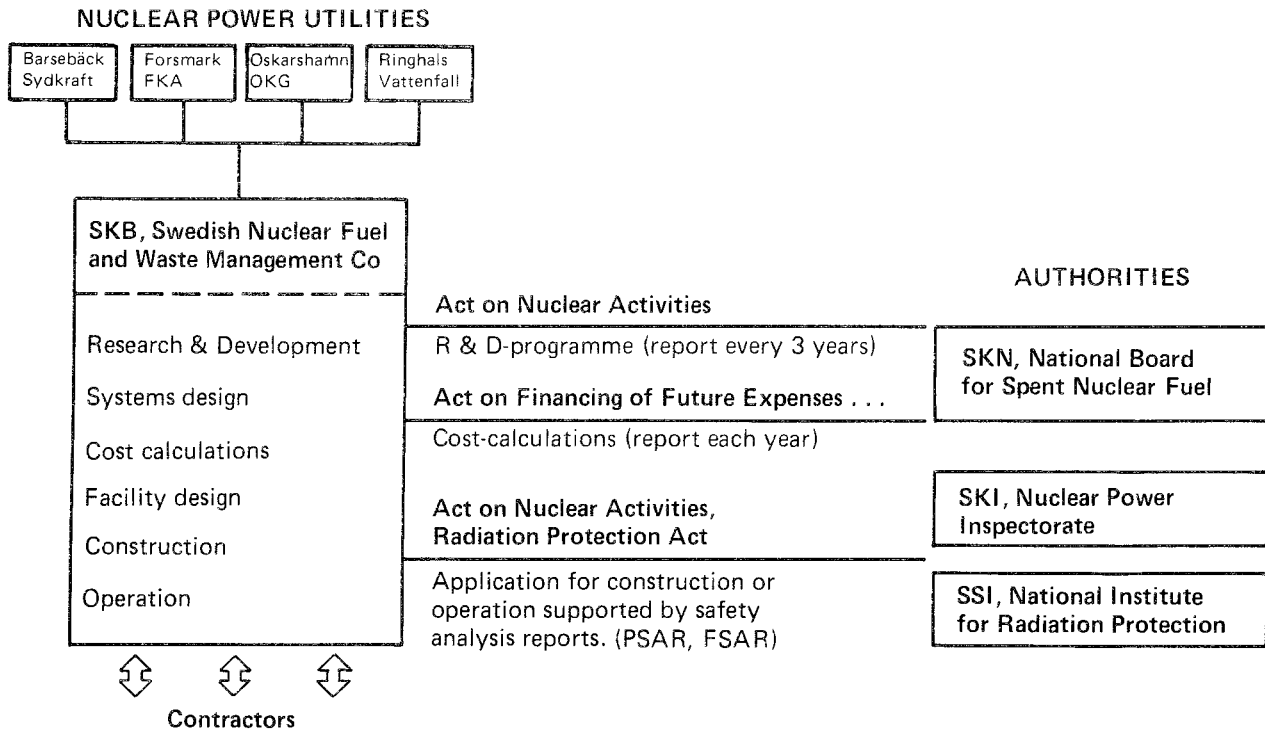 NUCLEAR POWER UTILITIES
Barsebäck
Sydkraft
Forsmark
FKA
Oskarshamn
OKG
Ringhals
Vattenfall
SKB, Swedish Nuclear Fuel
and Waste Management Co
Research & Development
Systems design
Cost calculations
Facility design
Construction
Operation
Contractors
Act on Nuclear Activities
R & D-programme (report every 3 years)
Act on Financing of Future Expenses . . .
Cost-calculations (report each year)
Act on Nuclear Activities,
Radiation Protection Act
Application for construction or
operation supported by safety
analysis reports. (PSAR, FSAR)
AUTHORITIES
SKN, National Board
for Spent Nuclear Fuel
SKI, Nuclear Power
Inspectorate
SSI, National Institute
for Radiation Protection